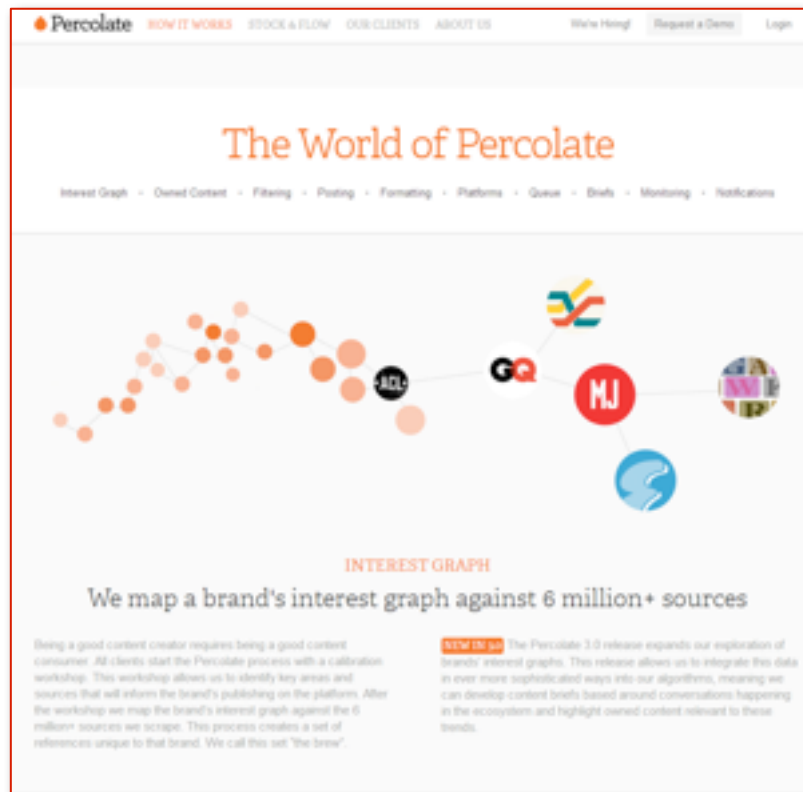 Percolate HOW IT WORKS STOCK & FLOW OUR CLIENTS ABOUT US We're Hiring! Request a Demo Login
The World of Percolate
Interest Graph • Owned Content • Filtering • Posting • Formatting • Platforms • Queue • Briefs • Monitoring • Notifications
ACL
GQ
MJ
INTEREST GRAPH
We map a brand's interest graph against 6 million+ sources
Being a good content creator requires being a good content
consumer. All clients start the Percolate process with a calibration
workshop. This workshop allows us to identify key areas and
sources that will inform the brand's publishing on the platform. After
the workshop we map the brand's interest graph against the 6
million+ sources we scrape. This process creates a set of
references unique to that brand. We call this set "the brew".
NEW IN 3.0 The Percolate 3.0 release expands our exploration of
brands' interest graphs. This release allows us to integrate this data
in ever more sophisticated ways into our algorithms, meaning we
can develop content briefs based around conversations happening
in the ecosystem and highlight owned content relevant to these
trends.